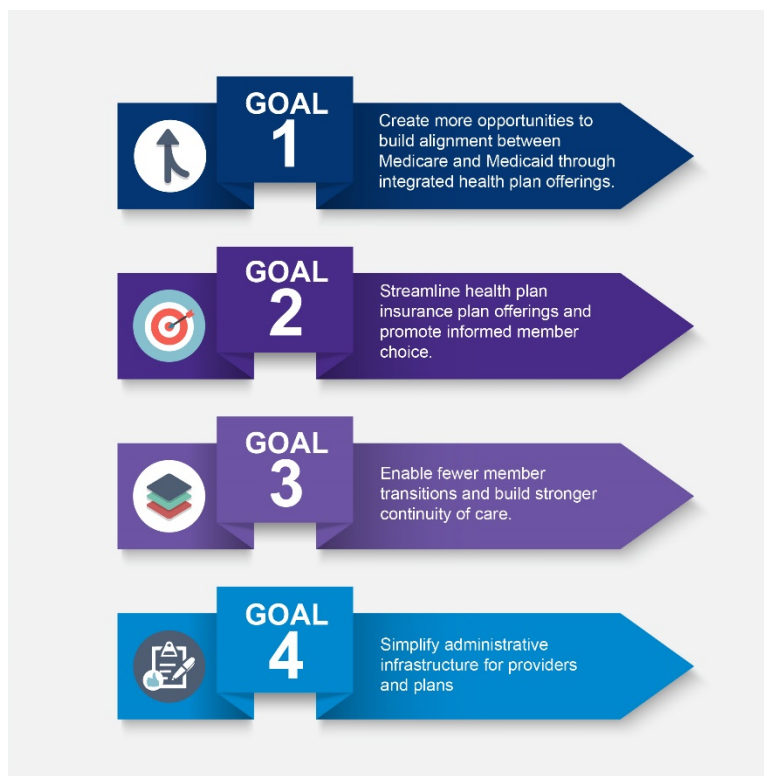 GOAL
1
Create more opportunities to
build alignment between
Medicare and Medicaid through
integrated health plan offerings.
GOAL
2
Streamline health plan
insurance plan offerings and
promote informed member
choice.
GOAL
3
Enable fewer member
transitions and build stronger
continuity of care.
GOAL
4
Simplify administrative
infrastructure for providers
and plans